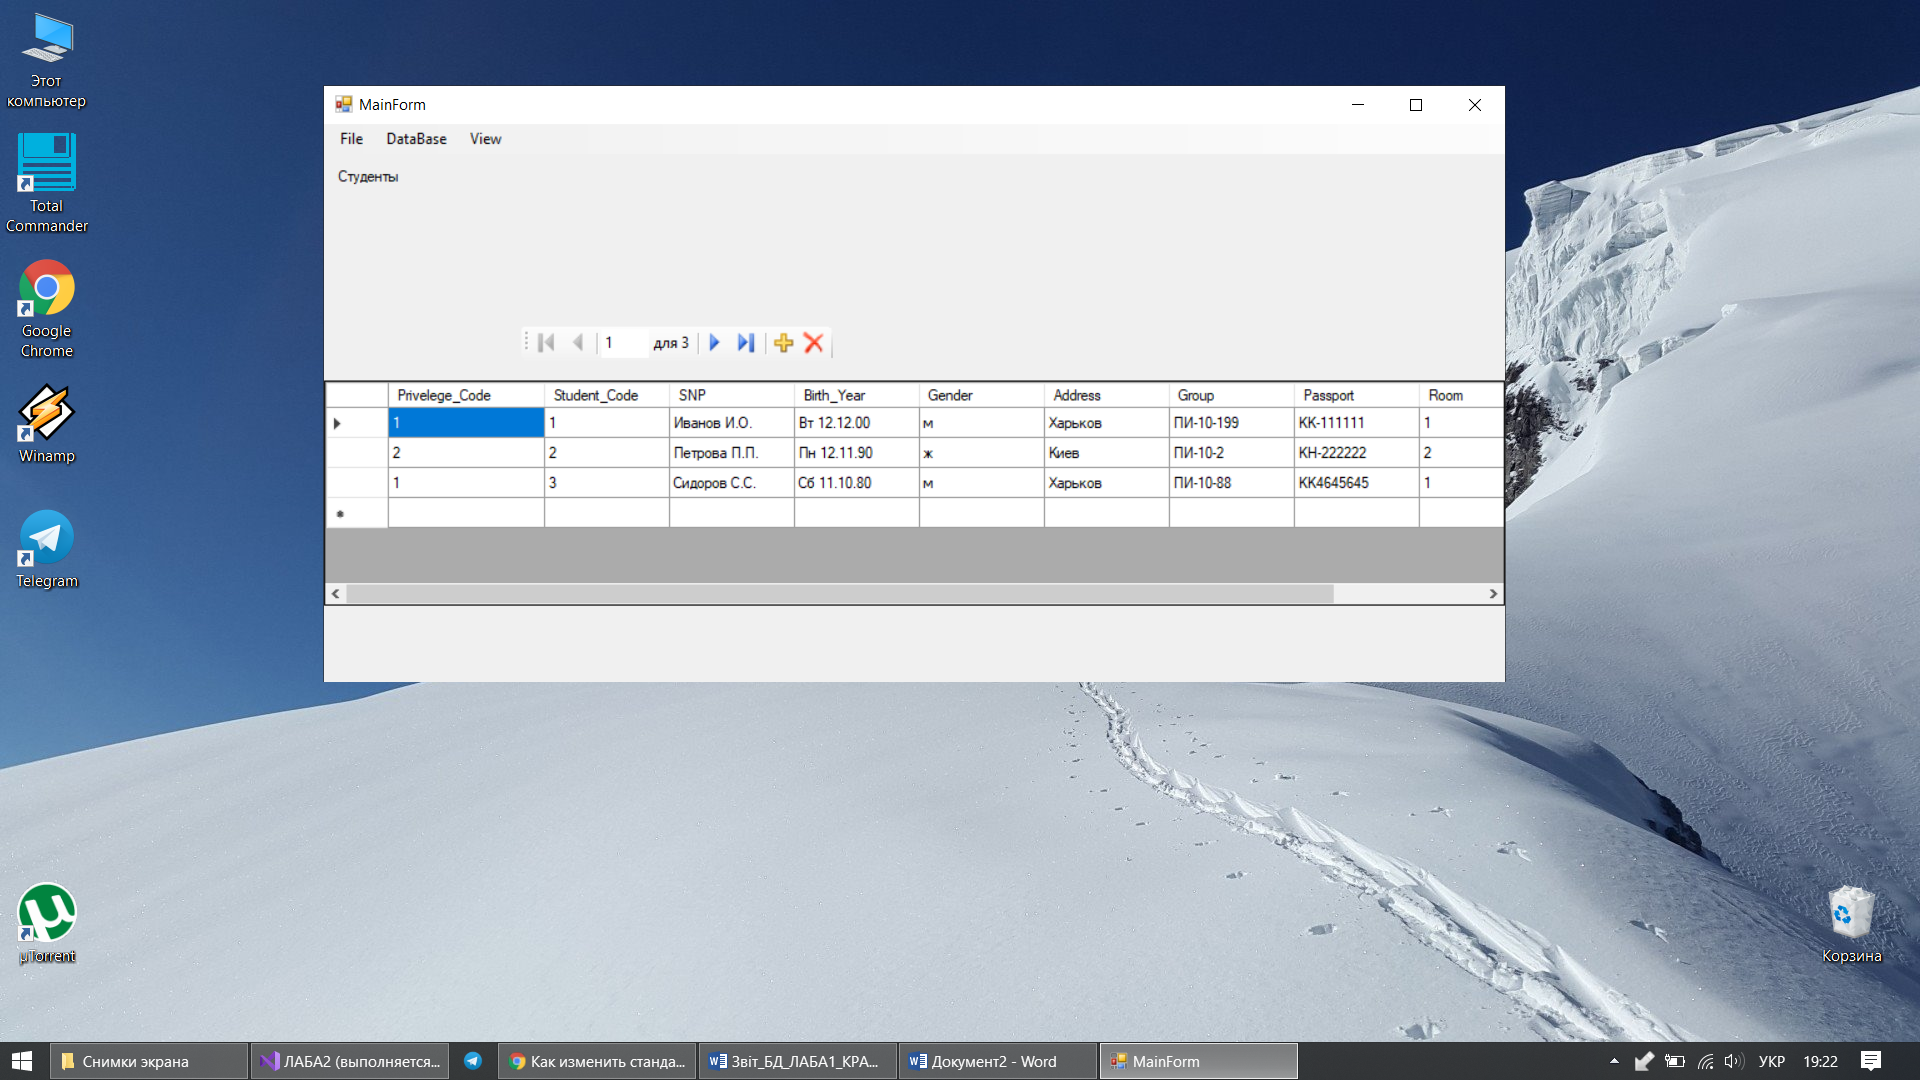 Этот
компьютер
Total
Commander
Google
Chrome
Winamp
Telegram
µTorrent
Корзина
MainForm
File DataBase View
Студенты
1 для 3
Privelege_Code Student_Code SNP Birth_Year Gender Address Group Passport Room
1 1 Иванов И.О. Вт 12.12.00 м Харьков ПИ-10-199 КК-111111 1
2 2 Петрова П.П. Пн 12.11.90 ж Киев ПИ-10-2 КН-222222 2
1 3 Сидоров С.С. Сб 11.10.80 м Харьков ПИ-10-88 КК4645645 1
Снимки экрана
ЛАБА2 (выполняется...
Как изменить станда...
Звіт_БД_ЛАБА1_КРА...
Документ2 - Word
MainForm
УКР 19:22